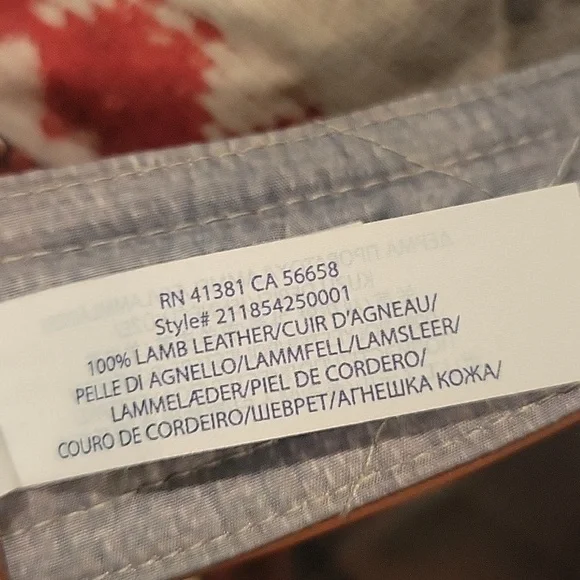 RN 41381 CA 56658
Style# 211854250001
100% LAMB LEATHER/CUIR D'AGNEAU/
PELLE DI AGNELLO/LAMMFELL/LAMSLEER/
LAMMELÆDER/PIEL DE CORDERO/
COURO DE CORDEIRO/ШЕВРЕТ/АГНЕШКА КОЖА/